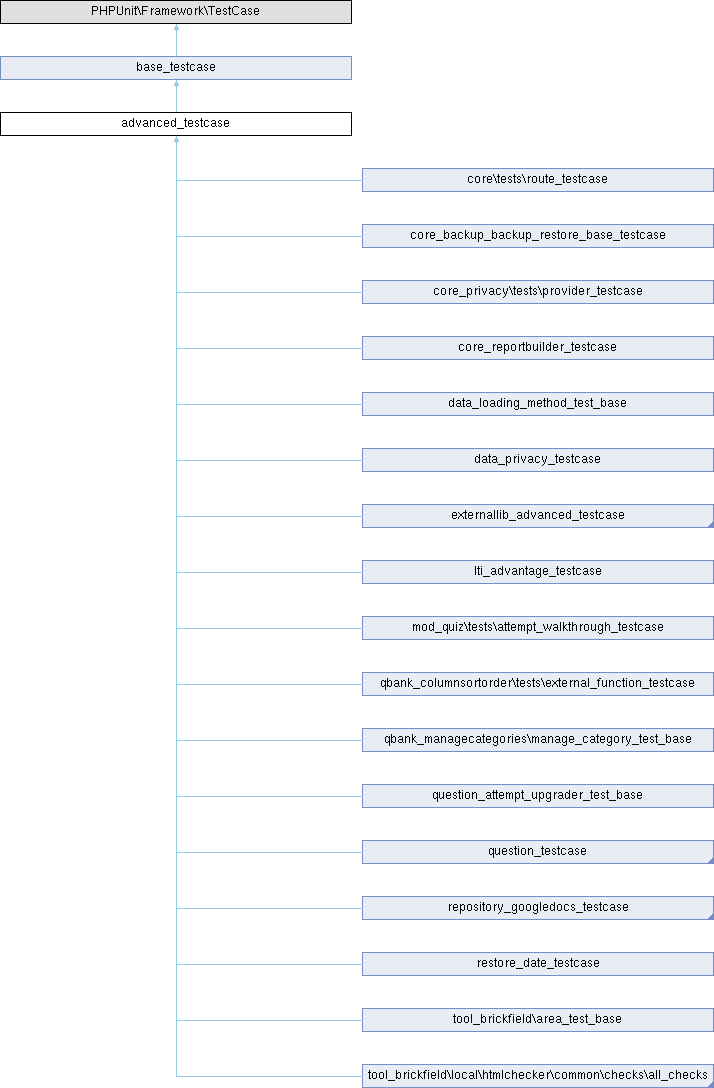 PHPUnit\Framework\TestCase
base_testcase
advanced_testcase
core\tests\route_testcase
core_backup_backup_restore_base_testcase
core_privacy\tests\provider_testcase
core_reportbuilder_testcase
data_loading_method_test_base
data_privacy_testcase
externallib_advanced_testcase
lti_advantage_testcase
mod_quiz\tests\attempt_walkthrough_testcase
qbank_columnsortorder\tests\external_function_testcase
qbank_managecategories\manage_category_test_base
question_attempt_upgrader_test_base
question_testcase
repository_googledocs_testcase
restore_date_testcase
tool_brickfield\area_test_base
tool_brickfield\local\htmlchecker\common\checks\all_checks